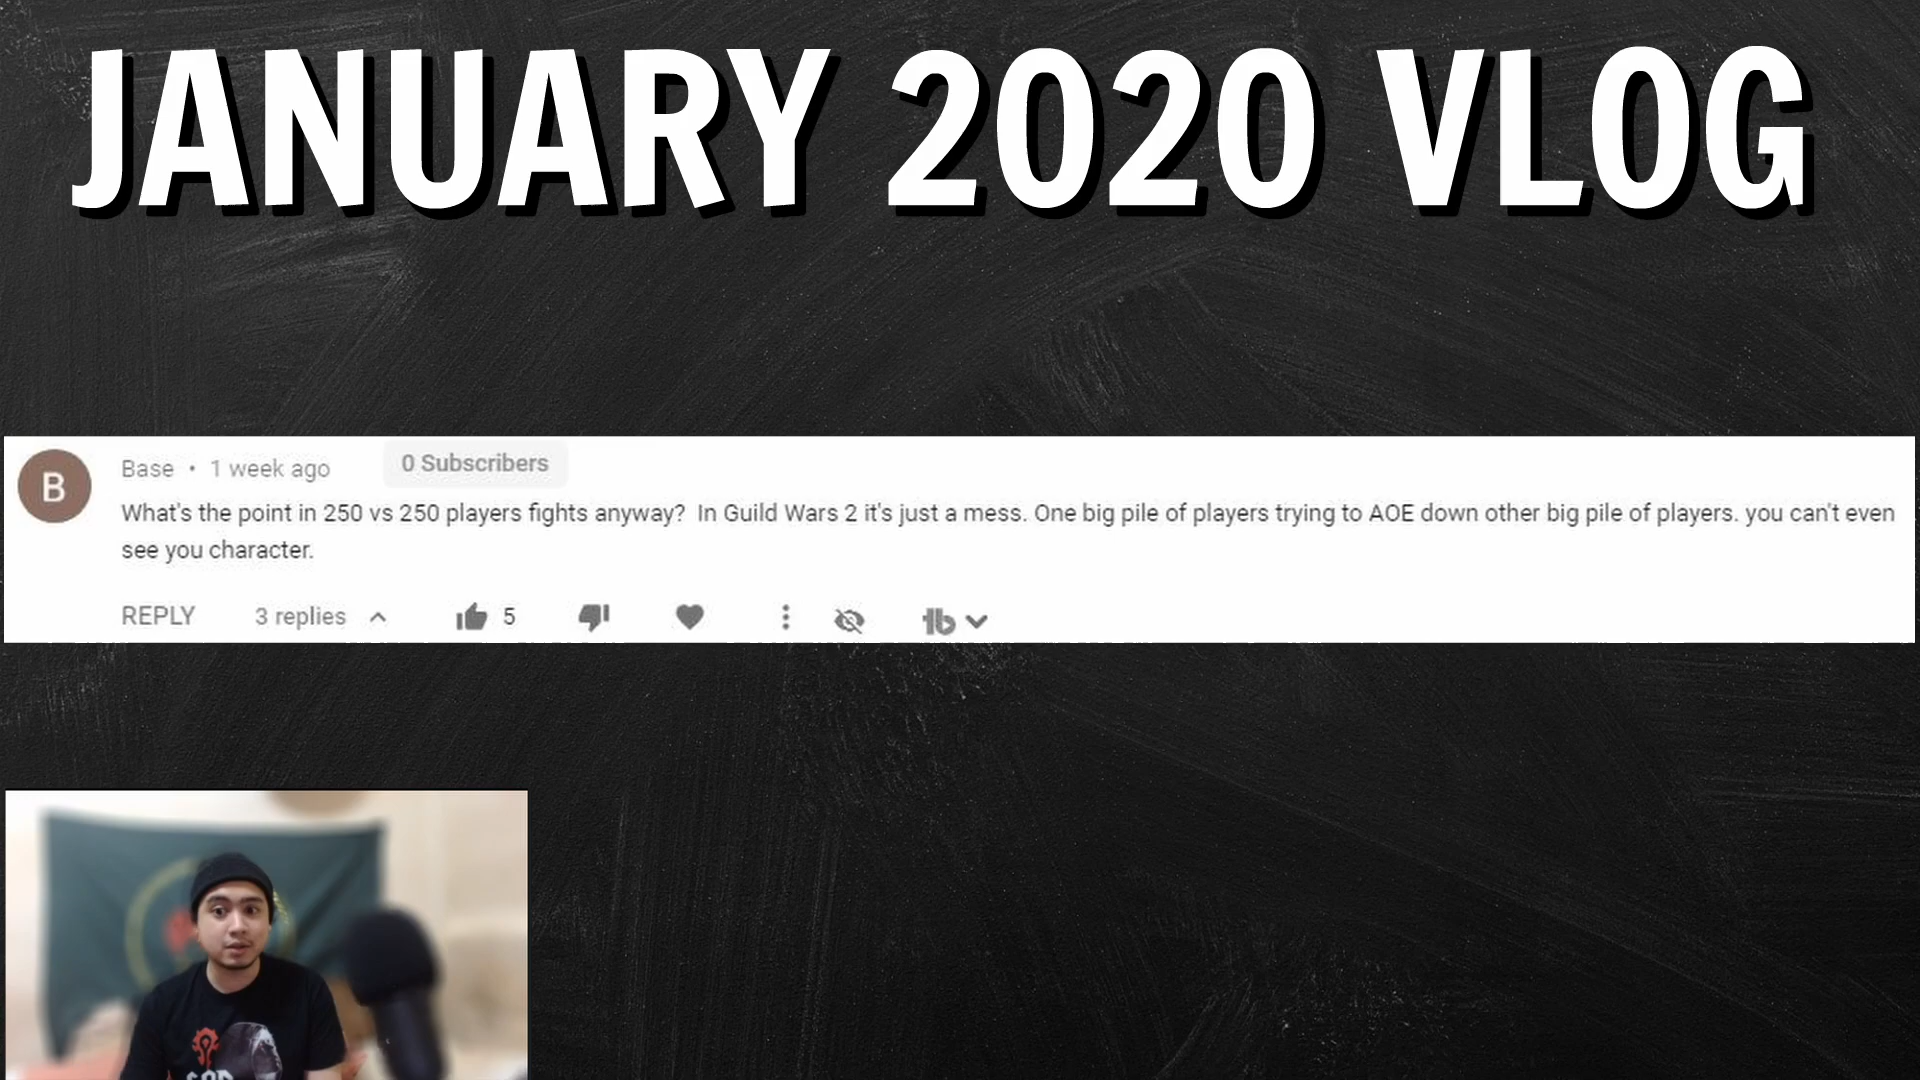 JANUARY 2020 VLOG
B
Base • 1 week ago 0 Subscribers
What's the point in 250 vs 250 players fights anyway? In Guild Wars 2 it's just a mess. One big pile of players trying to AOE down other big pile of players. you can't even
see you character.
REPLY 3 replies 5